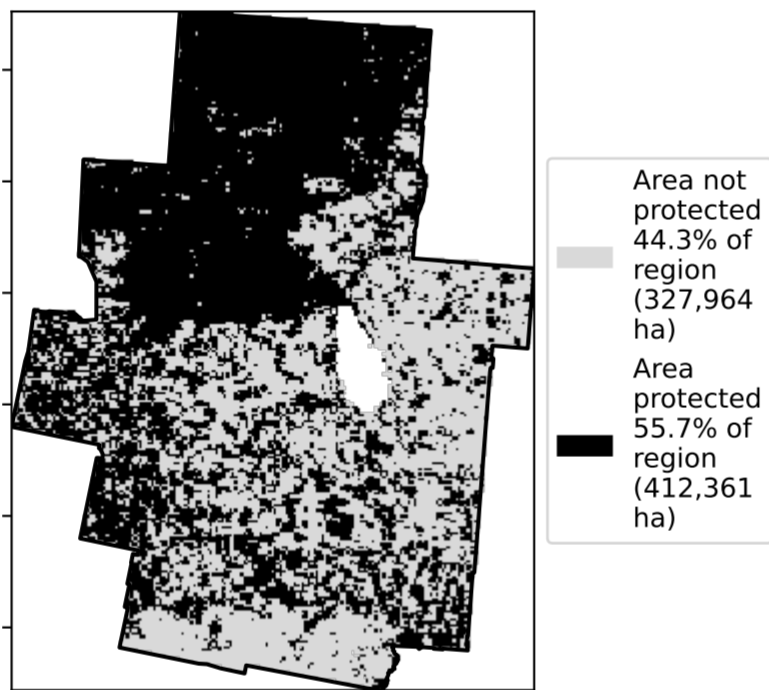 Area not
protected
44.3% of
region
(327,964
ha)
Area
protected
55.7% of
region
(412,361
ha)